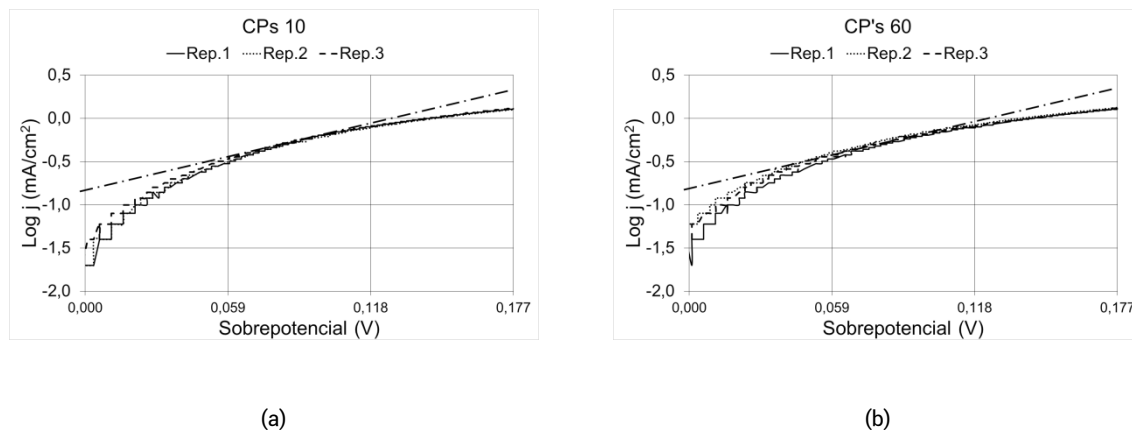 CPs 10
Rep.1 Rep.2 Rep.3
0,5
0,0
-0,5
-1,0
-1,5
-2,0
Log j (mA/cm²)
0,000 0,059 0,118 0,177
Sobrepotencial (V)
(a)
CP's 60
Rep.1 Rep.2 Rep.3
0,5
0,0
-0,5
-1,0
-1,5
-2,0
Log j (mA/cm²)
0,000 0,059 0,118 0,177
Sobrepotencial (V)
(b)